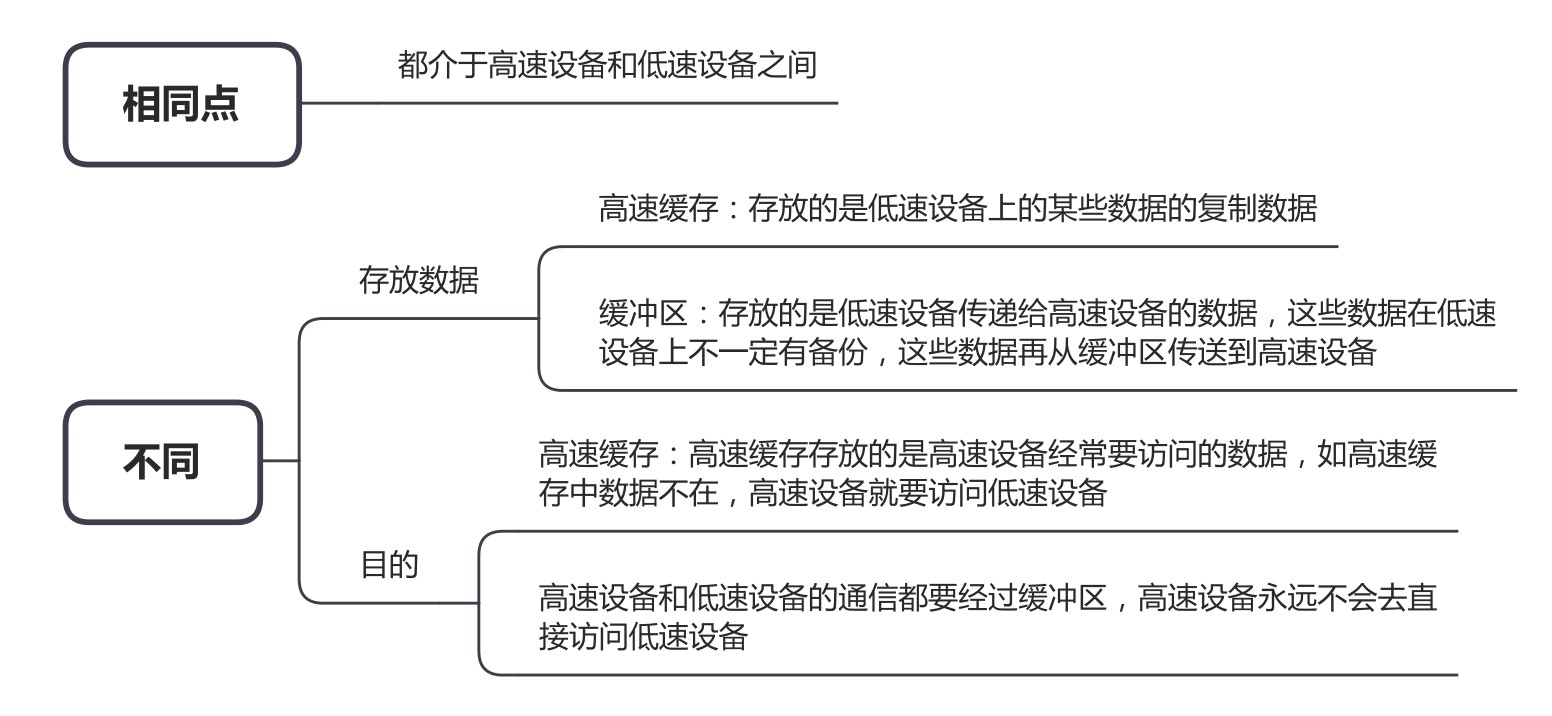 相同点
都介于高速设备和低速设备之间
不同
存放数据
高速缓存：存放的是低速设备上的某些数据的复制数据
缓冲区：存放的是低速设备传递给高速设备的数据，这些数据在低速
设备上不一定有备份，这些数据再从缓冲区传送到高速设备
目的
高速缓存：高速缓存存放的是高速设备经常要访问的数据，如高速缓
存中数据不在，高速设备就要访问低速设备
高速设备和低速设备的通信都要经过缓冲区，高速设备永远不会去直
接访问低速设备